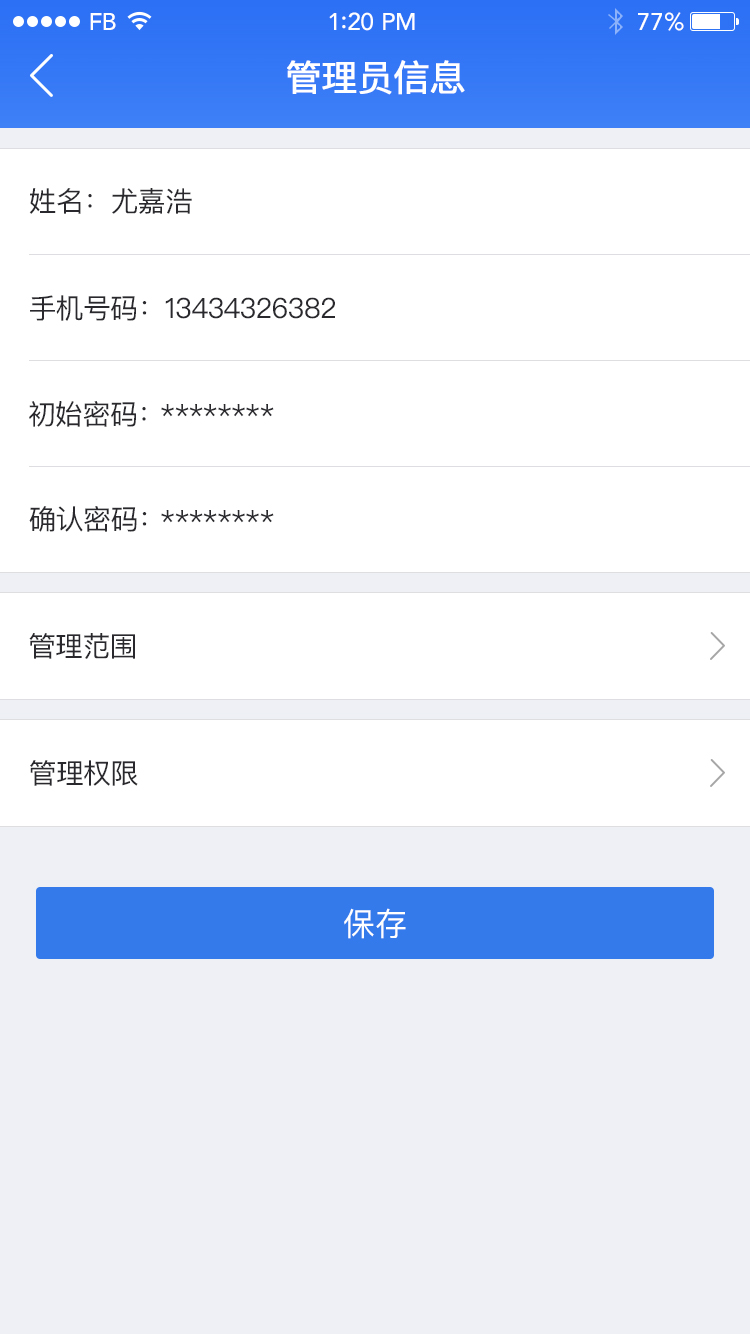 FB 1:20 PM 77%
管理员信息
姓名：尤嘉浩
手机号码：13434326382
初始密码：********
确认密码：********
管理范围
管理权限
保存